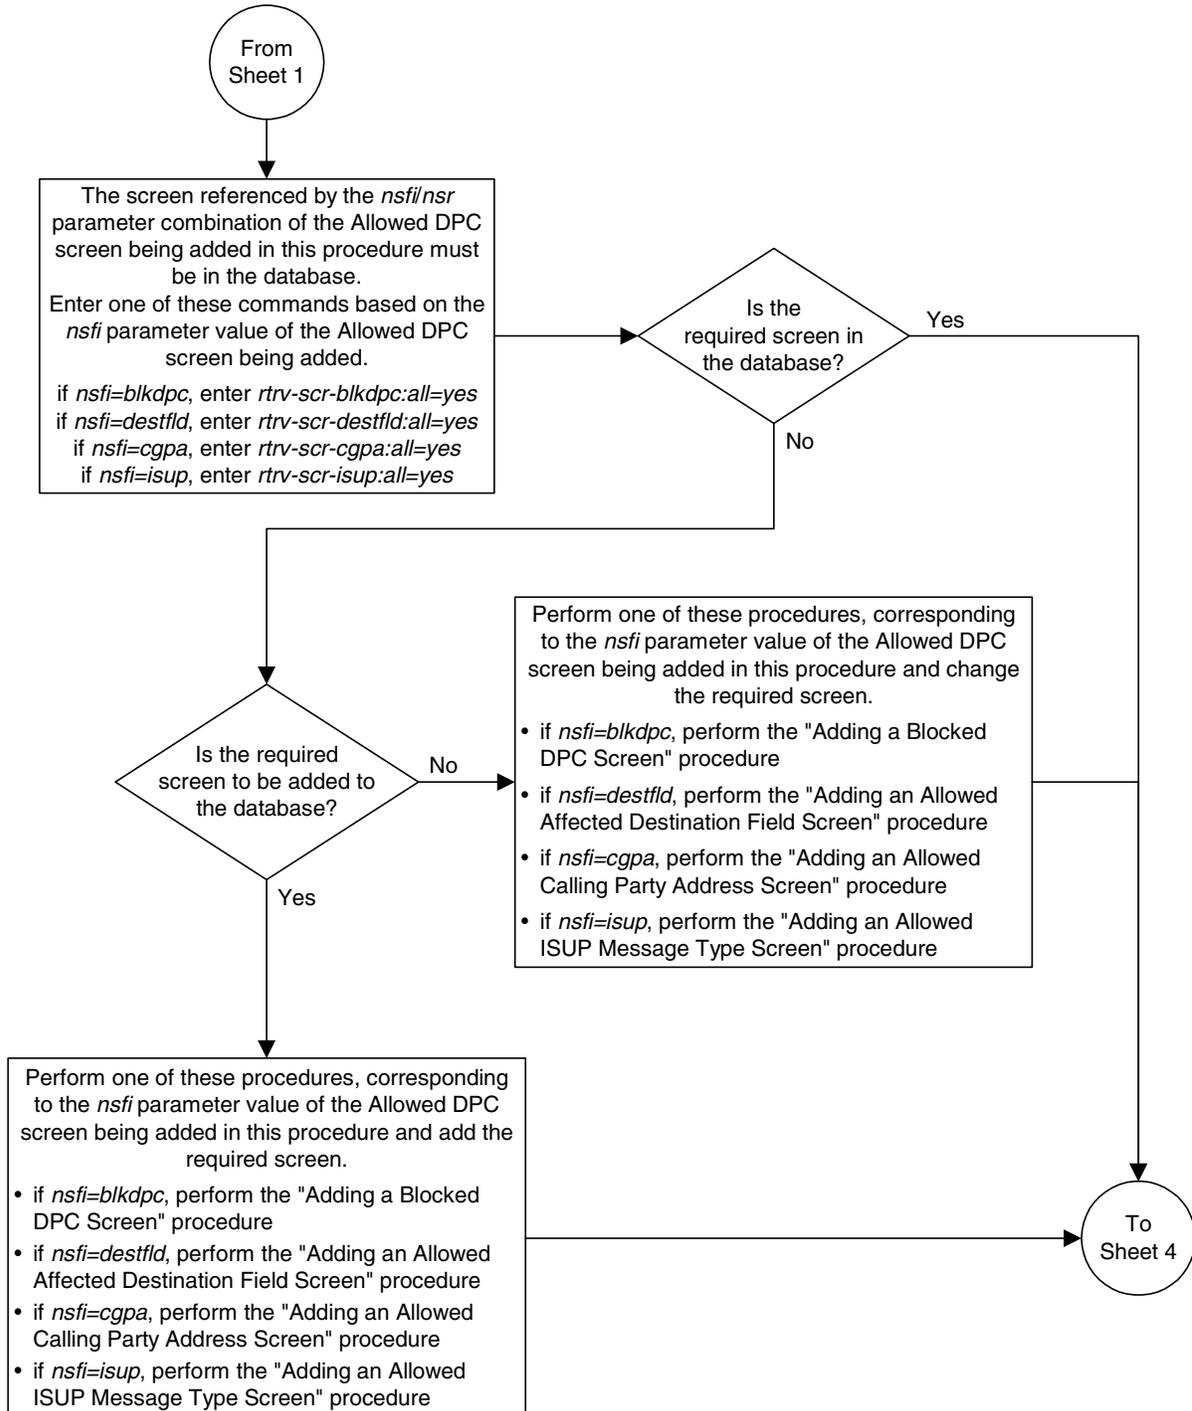 From
Sheet 1
The screen referenced by the nsfi/nsr
parameter combination of the Allowed DPC
screen being added in this procedure must
be in the database.
Enter one of these commands based on the
nsfi parameter value of the Allowed DPC
screen being added.
if nsfi=blkdpc, enter rtrv-scr-blkdpc:all=yes
if nsfi=destfld, enter rtrv-scr-destfld:all=yes
if nsfi=cgpa, enter rtrv-scr-cgpa:all=yes
if nsfi=isup, enter rtrv-scr-isup:all=yes
Is the
required screen in
the database?
Yes
No
Is the required
screen to be added to
the database?
No
Yes
Perform one of these procedures, corresponding
to the nsfi parameter value of the Allowed DPC
screen being added in this procedure and change
the required screen.
• if nsfi=blkdpc, perform the "Adding a Blocked
DPC Screen" procedure
• if nsfi=destfld, perform the "Adding an Allowed
Affected Destination Field Screen" procedure
• if nsfi=cgpa, perform the "Adding an Allowed
Calling Party Address Screen" procedure
• if nsfi=isup, perform the "Adding an Allowed
ISUP Message Type Screen" procedure
Perform one of these procedures, corresponding
to the nsfi parameter value of the Allowed DPC
screen being added in this procedure and add the
required screen.
• if nsfi=blkdpc, perform the "Adding a Blocked
DPC Screen" procedure
• if nsfi=destfld, perform the "Adding an Allowed
Affected Destination Field Screen" procedure
• if nsfi=cgpa, perform the "Adding an Allowed
Calling Party Address Screen" procedure
• if nsfi=isup, perform the "Adding an Allowed
ISUP Message Type Screen" procedure
To
Sheet 4